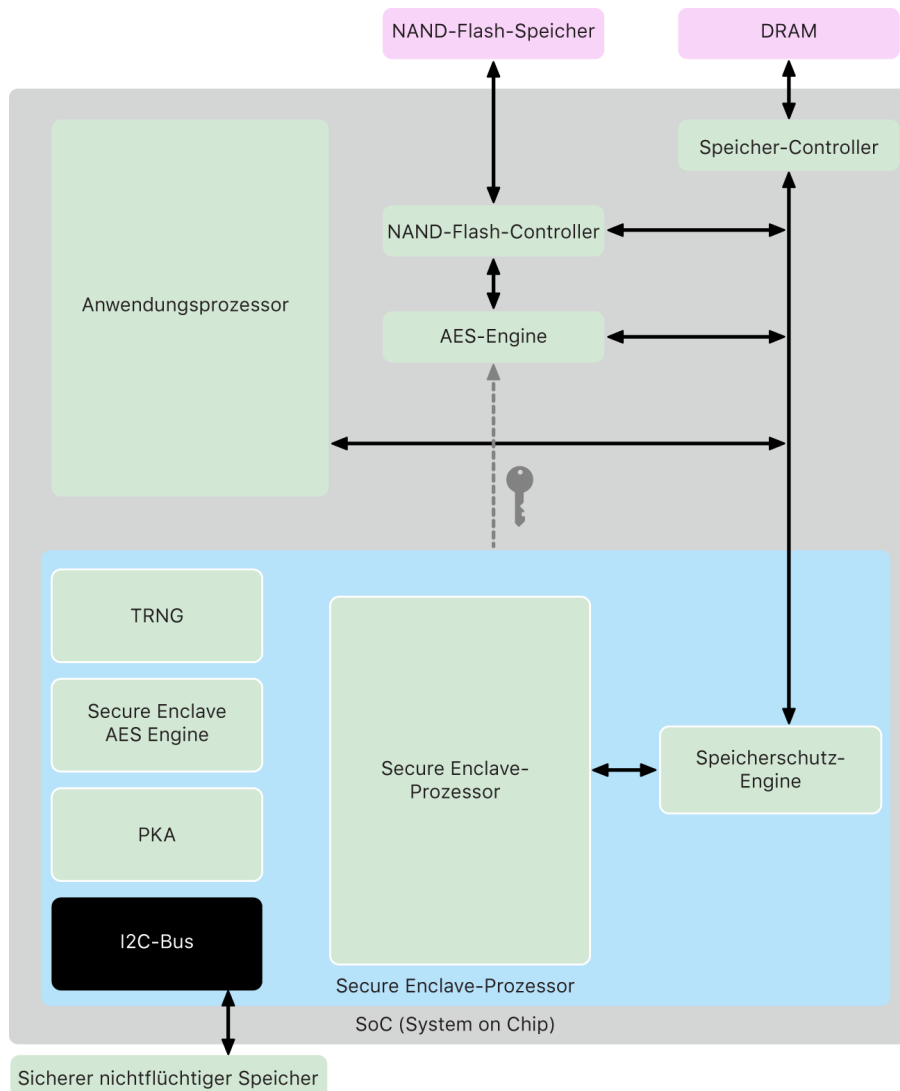 NAND-Flash-Speicher
DRAM
Speicher-Controller
NAND-Flash-Controller
Anwendungsprozessor
AES-Engine
TRNG
Secure Enclave
AES Engine
Secure Enclave-
Prozessor
Speicherschutz-
Engine
PKA
I2C-Bus
Secure Enclave-Prozessor
SoC (System on Chip)
Sicherer nichtflüchtiger Speicher